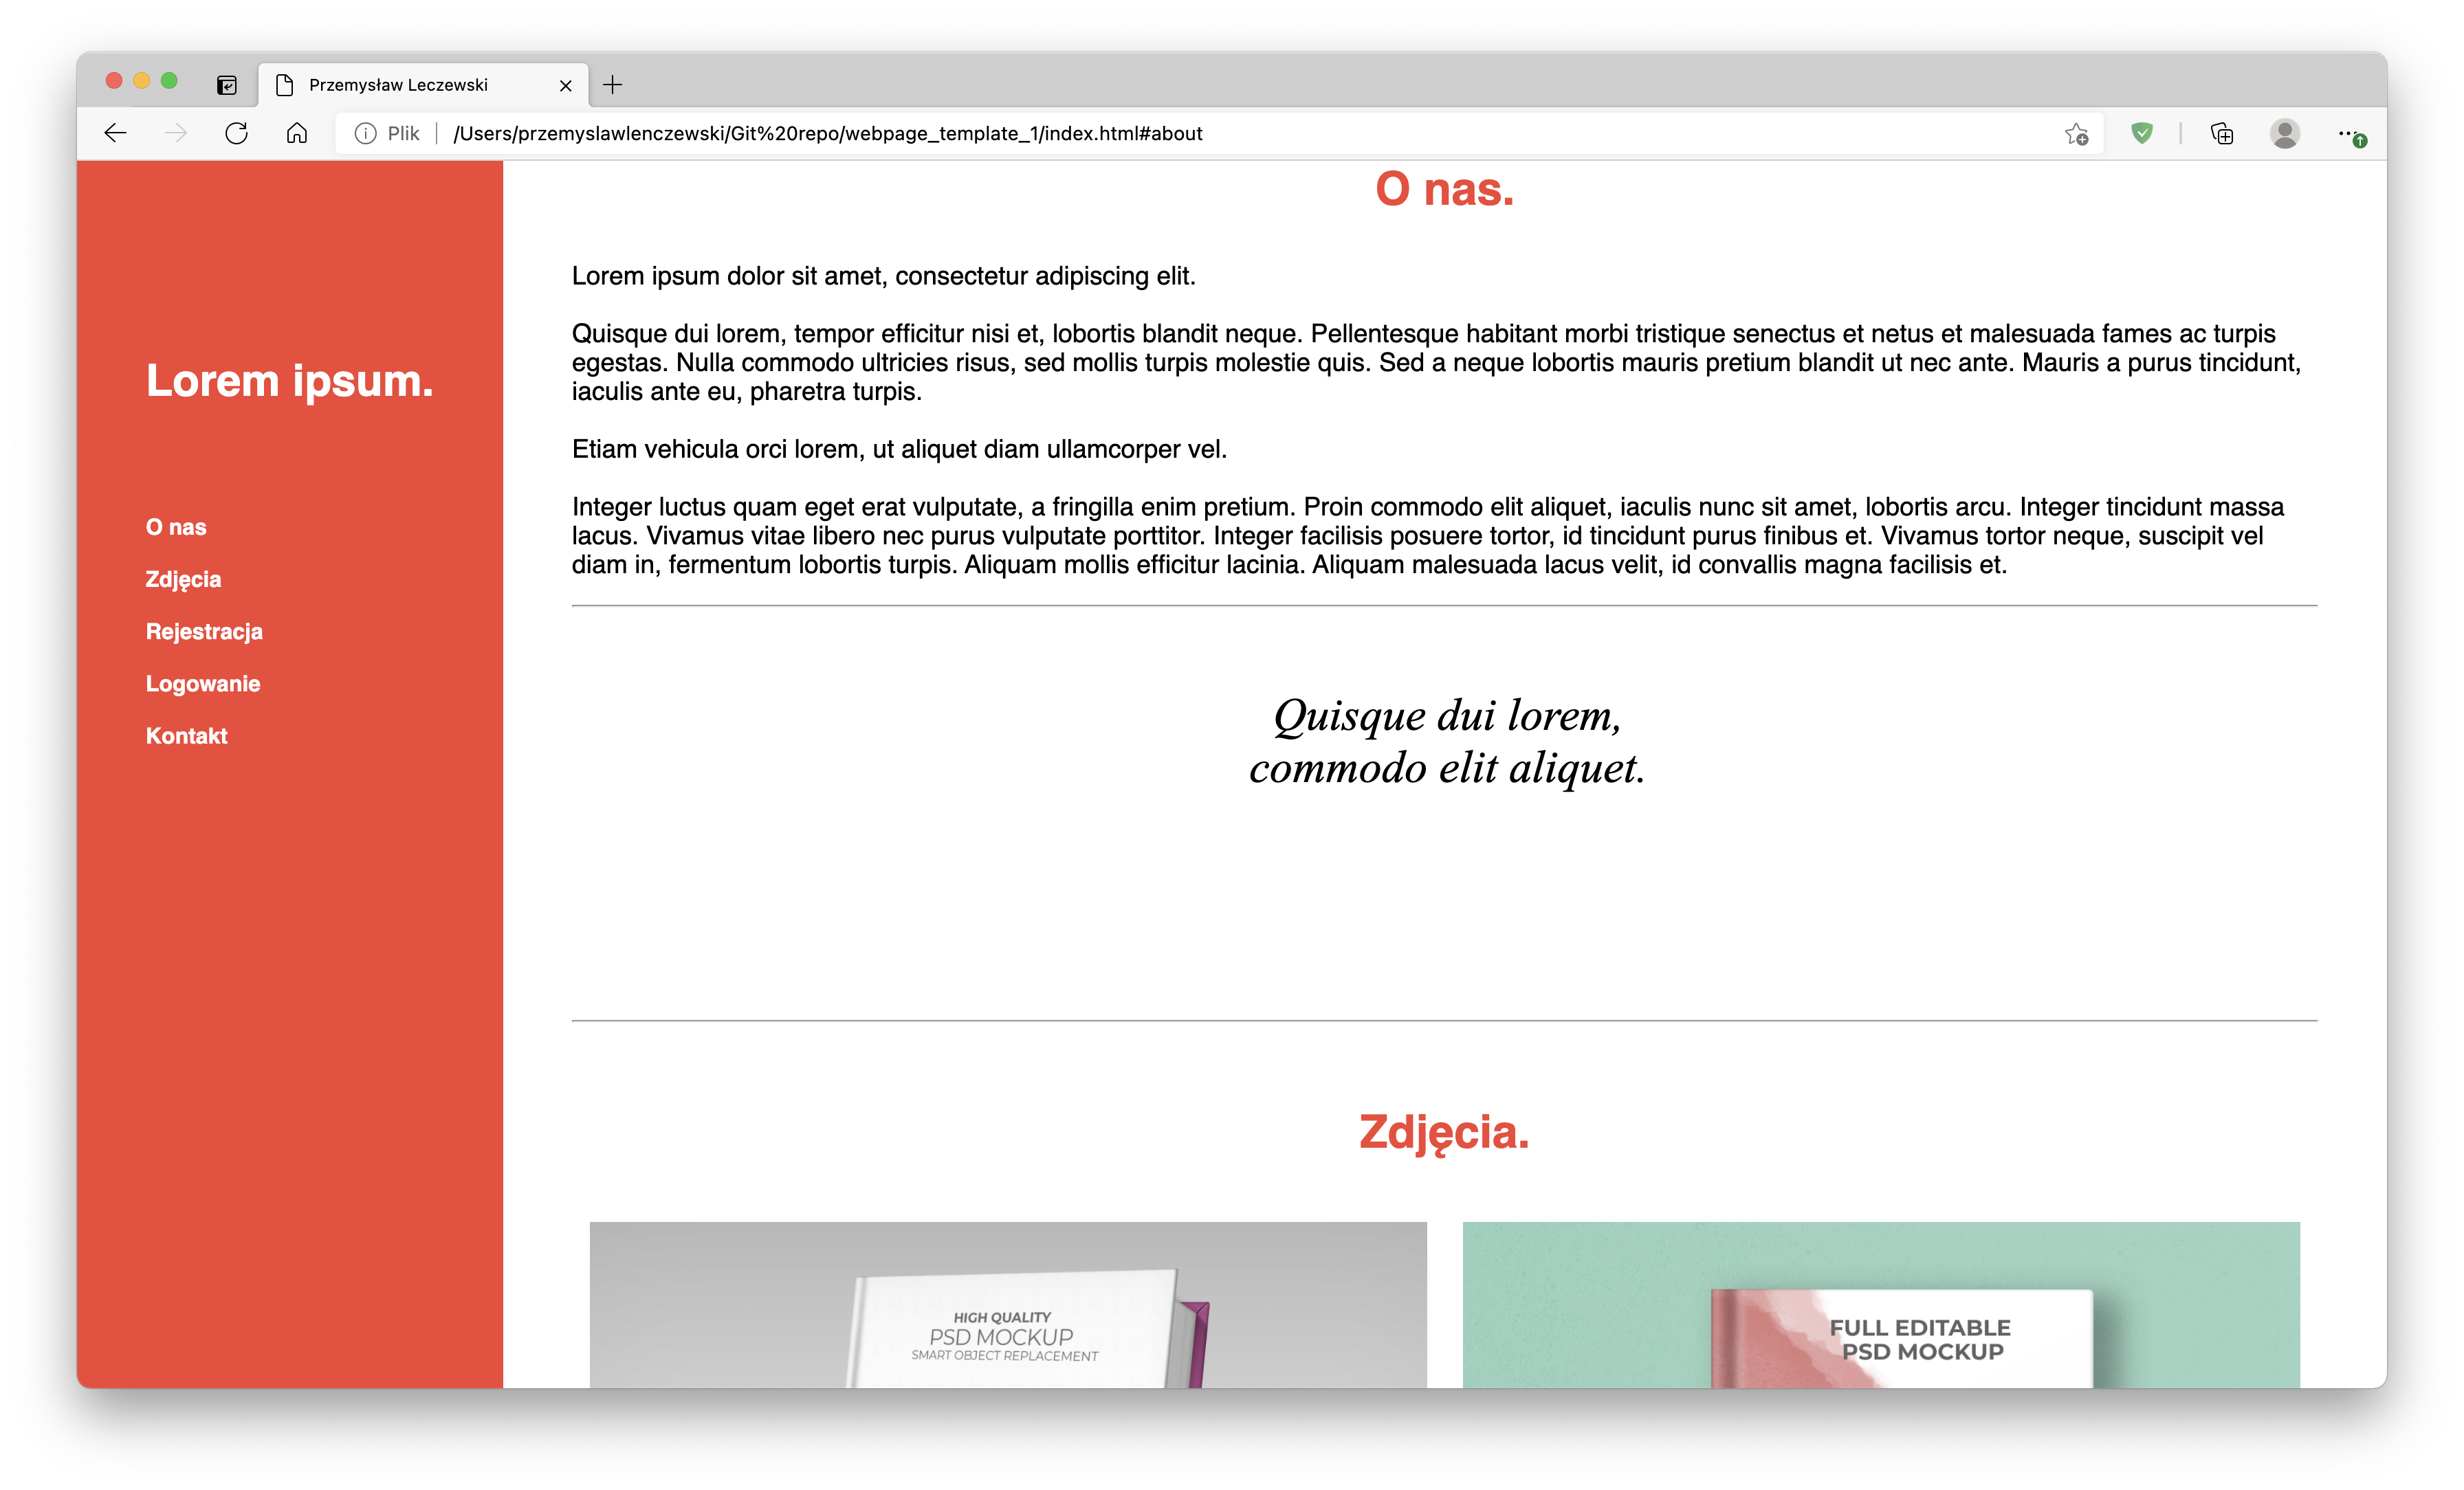 Przemysław Leczewski
Plik
/Users/przemyslawlenczewski/Git%20repo/webpage_template_1/index.html#about
Lorem ipsum.
O nas
Zdjęcia
Rejestracja
Logowanie
Kontakt
O nas.
Lorem ipsum dolor sit amet, consectetur adipiscing elit.
Quisque dui lorem, tempor efficitur nisi et, lobortis blandit neque. Pellentesque habitant morbi tristique senectus et netus et malesuada fames ac turpis
egestas. Nulla commodo ultricies risus, sed mollis turpis molestie quis. Sed a neque lobortis mauris pretium blandit ut nec ante. Mauris a purus tincidunt,
iaculis ante eu, pharetra turpis.
Etiam vehicula orci lorem, ut aliquet diam ullamcorper vel.
Integer luctus quam eget erat vulputate, a fringilla enim pretium. Proin commodo elit aliquet, iaculis nunc sit amet, lobortis arcu. Integer tincidunt massa
lacus. Vivamus vitae libero nec purus vulputate porttitor. Integer facilisis posuere tortor, id tincidunt purus finibus et. Vivamus tortor neque, suscipit vel
diam in, fermentum lobortis turpis. Aliquam mollis efficitur lacinia. Aliquam malesuada lacus velit, id convallis magna facilisis et.
Quisque dui lorem,
commodo elit aliquet.
Zdjęcia.
HIGH QUALITY
PSD MOCKUP
SMART OBJECT REPLACEMENT
FULL EDITABLE
PSD MOCKUP